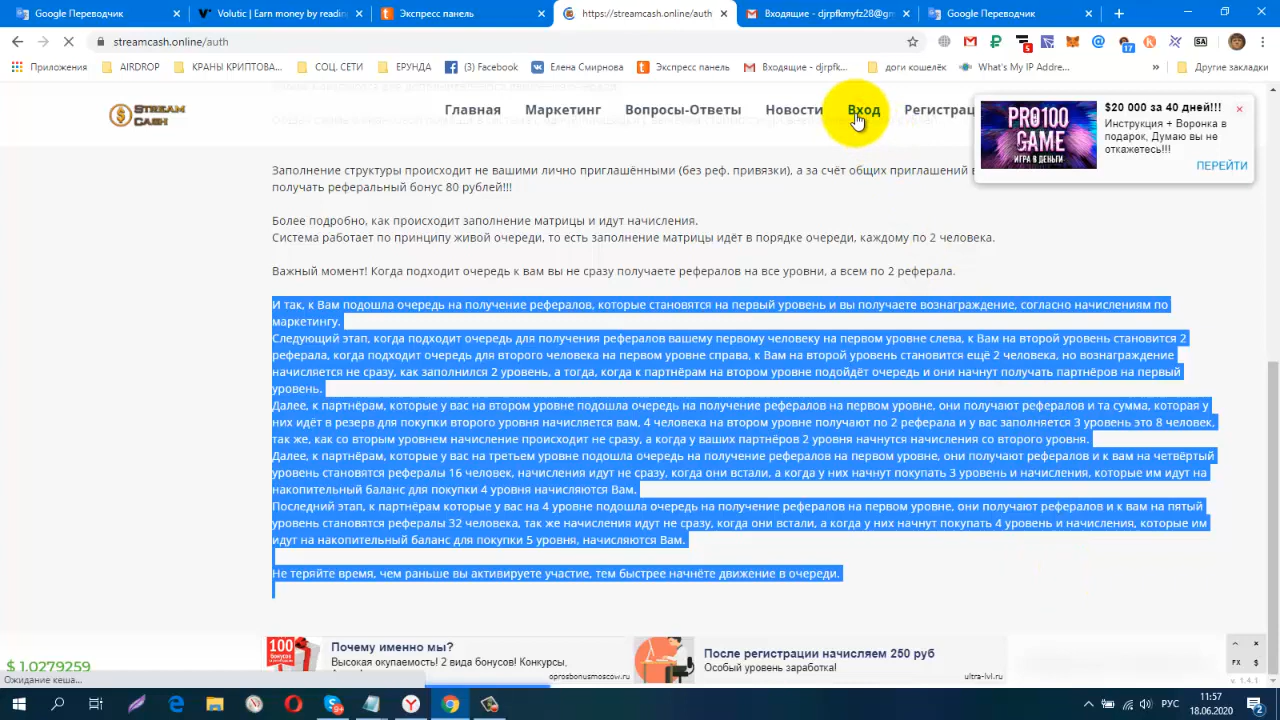 Google Переводчик
Volutic | Earn money by reading
Экспресс панель
https://streamcash.online/auth
Входящие - djrpfkmyfz28@gm
Google Переводчик
streamcash.online/auth
Приложения
AIRDROP
КРАНЫ КРИПТОВА...
СОЦ. СЕТИ
ЕРУНДА
(3) Facebook
Елена Смирнова
Экспресс панель
Входящие - djrpfk...
доги кошелёк
What's My IP Addre...
Другие закладки
STREAM
CASH
Главная
Маркетинг
Вопросы-Ответы
Новости
Вход
Регистрац
PRO100
GAME
ИГРА В ДЕНЬГИ
$20 000 за 40 дней!!!
Инструкция + Воронка в
подарок, Думаю вы не
откажетесь!!!
ПЕРЕЙТИ
Заполнение структуры происходит не вашими лично приглашёнными (без реф. привязки), а за счёт общих приглашений в
получать реферальный бонус 80 рублей!!!
Более подробно, как происходит заполнение матрицы и идут начисления.
Система работает по принципу живой очереди, то есть заполнение матрицы идёт в порядке очереди, каждому по 2 человека.
Важный момент! Когда подходит очередь к вам вы не сразу получаете рефералов на все уровни, а всем по 2 реферала.
И так, к Вам подошла очередь на получение рефералов, которые становятся на первый уровень и вы получаете вознаграждение, согласно начислениям по
маркетингу.
Следующий этап, когда подходит очередь для получения рефералов вашему первому человеку на первом уровне слева, к Вам на второй уровень становится 2
реферала, когда подходит очередь для второго человека на первом уровне справа, к Вам на второй уровень становится ещё 2 человека, но вознаграждение
начисляется не сразу, как заполнился 2 уровень, а тогда, когда к партнёрам на втором уровне подойдёт очередь и они начнут получать партнёров на первый
уровень.
Далее, к партнёрам, которые у вас на втором уровне подошла очередь на получение рефералов на первом уровне, они получают рефералов и та сумма, которая у
них идёт в резерв для покупки второго уровня начисляется вам, 4 человека на втором уровне получают по 2 реферала и у вас заполняется 3 уровень это 8 человек,
так же, как со вторым уровнем начисление происходит не сразу, а когда у ваших партнёров 2 уровня начнутся начисления со второго уровня.
Далее, к партнёрам, которые у вас на третьем уровне подошла очередь на получение рефералов на первом уровне, они получают рефералов и к вам на четвёртый
уровень становятся рефералы 16 человек, начисления идут не сразу, когда они встали, а когда у них начнут покупать 3 уровень и начисления, которые им идут на
накопительный баланс для покупки 4 уровня начисляются Вам.
Последний этап, к партнёрам которые у вас на 4 уровне подошла очередь на получение рефералов на первом уровне, они получают рефералов и к вам на пятый
уровень становятся рефералы 32 человека, так же начисления идут не сразу, когда они встали, а когда у них начнут покупать 4 уровень и начисления, которые им
идут на накопительный баланс для покупки 5 уровня, начисляются Вам.
Не теряйте время, чем раньше вы активируете участие, тем быстрее начнёте движение в очереди.
100
БОНУСОВ
Почему именно мы?
Высокая окупаемость! 2 вида бонусов! Конкурсы,
oprosbonusmoscow.ru
После регистрации начисляем 250 руб
Особый уровень заработка!
ultra-lvl.ru
$ 1.0279259
FX $
v. 1.4.1
Ожидание кеша...
РУС
11:57
18.06.2020